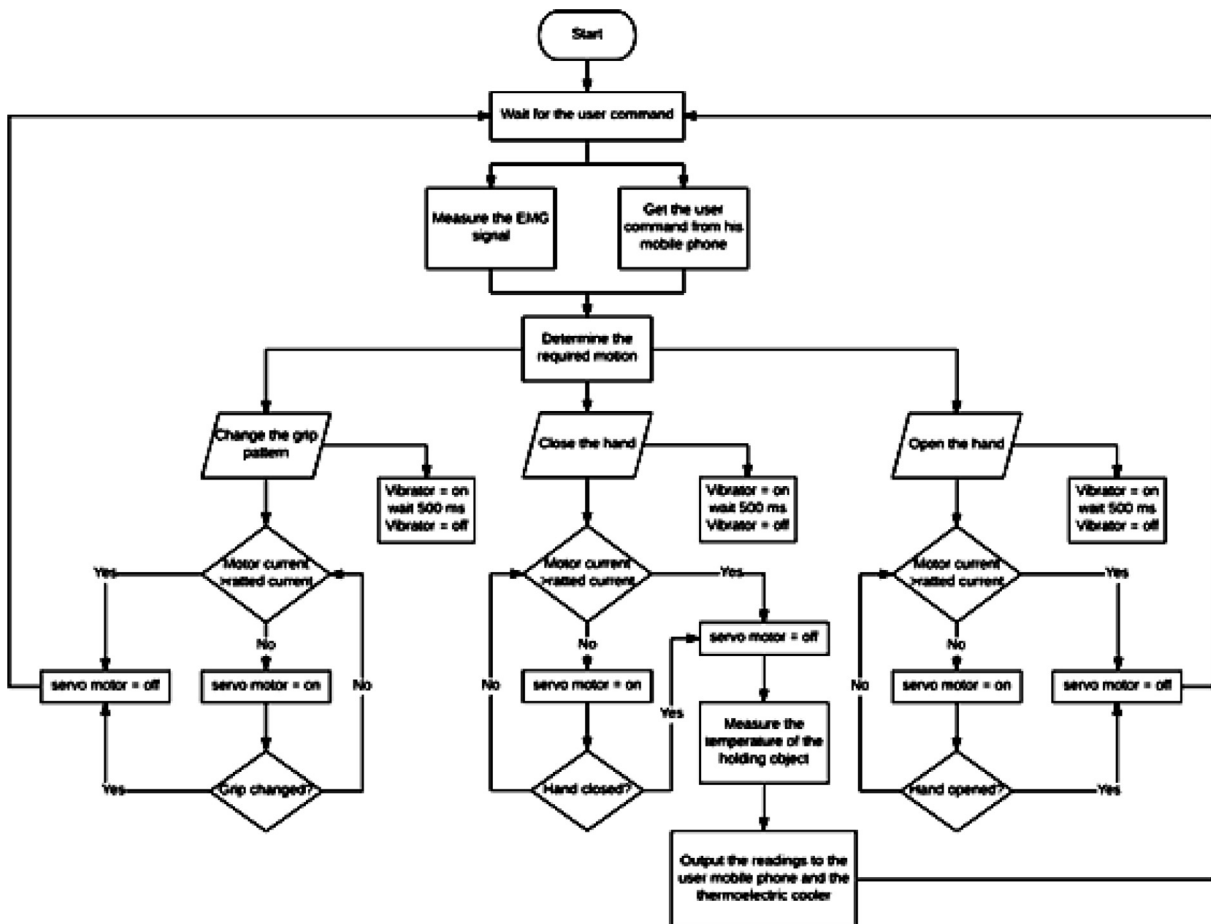 Start
Wait for the user command
Measure the EMG
signal
Get the user
command from his
mobile phone
Determine the
required motion
Change the grip
pattern
Close the hand
Open the hand
Vibrator = on
wait 500 ms
Vibrator = off
Vibrator = on
wait 500 ms
Vibrator = off
Vibrator = on
wait 500 ms
Vibrator = off
Motor current
>ratted current
Motor current
>ratted current
Motor current
>ratted current
Yes
Yes
Yes
No
No
No
servo motor = off
servo motor = off
servo motor = on
servo motor = on
servo motor = on
servo motor = off
No
No
No
Yes
Measure the
temperature of the
holding object
Yes
Grip changed?
Hand closed?
Hand opened?
Yes
Output the readings to the
user mobile phone and the
thermoelectric cooler